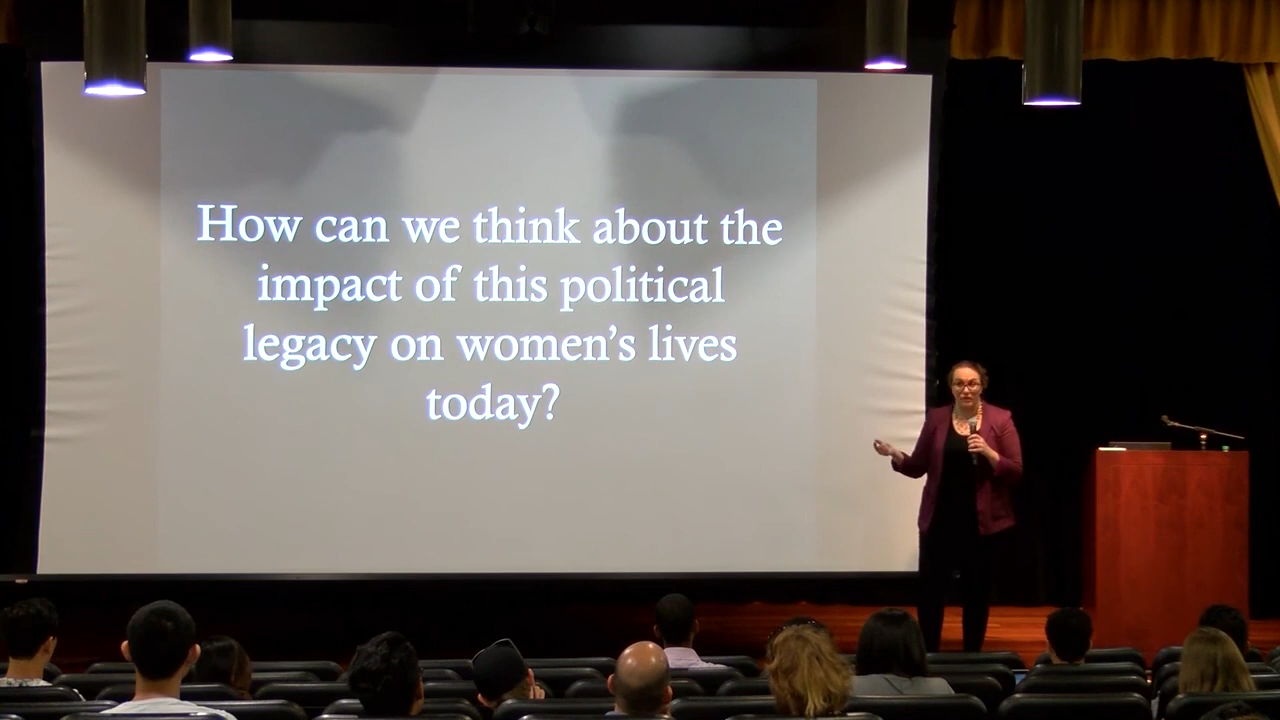 How can we think about the
impact of this political
legacy on women’s lives
today?